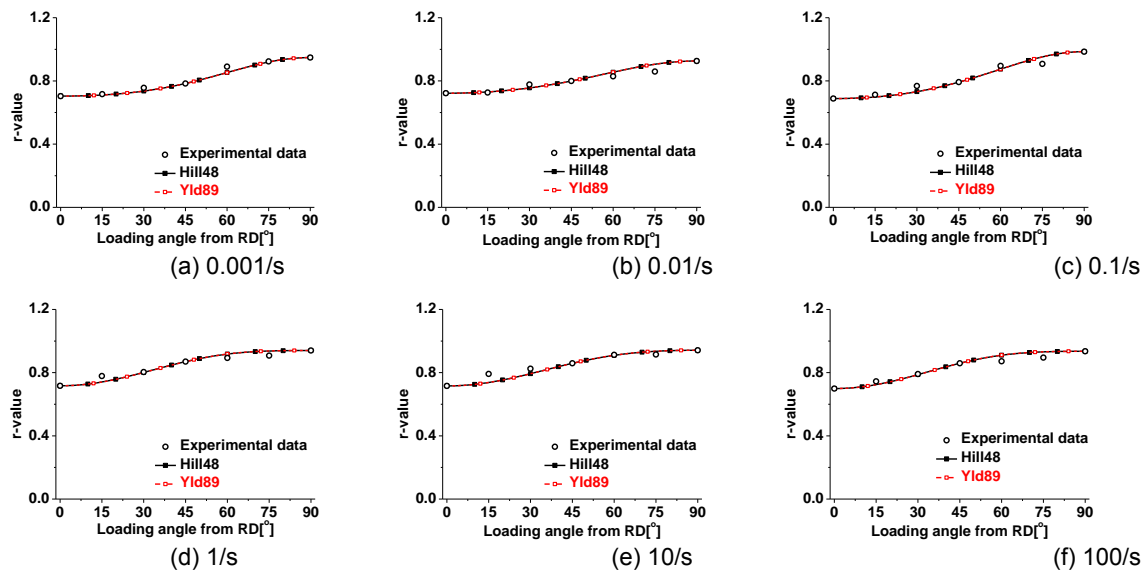 1.2
0.8
0.4
0.0
r-value
Experimental data
Hill48
Yld89
0 15 30 45 60 75 90
Loading angle from RD[°]
(a) 0.001/s
1.2
0.8
0.4
0.0
r-value
Experimental data
Hill48
Yld89
0 15 30 45 60 75 90
Loading angle from RD[°]
(b) 0.01/s
1.2
0.8
0.4
0.0
r-value
Experimental data
Hill48
Yld89
0 15 30 45 60 75 90
Loading angle from RD[°]
(c) 0.1/s
1.2
0.8
0.4
0.0
r-value
Experimental data
Hill48
Yld89
0 15 30 45 60 75 90
Loading angle from RD[°]
(d) 1/s
1.2
0.8
0.4
0.0
r-value
Experimental data
Hill48
Yld89
0 15 30 45 60 75 90
Loading angle from RD[°]
(e) 10/s
1.2
0.8
0.4
0.0
r-value
Experimental data
Hill48
Yld89
0 15 30 45 60 75 90
Loading angle from RD[°]
(f) 100/s